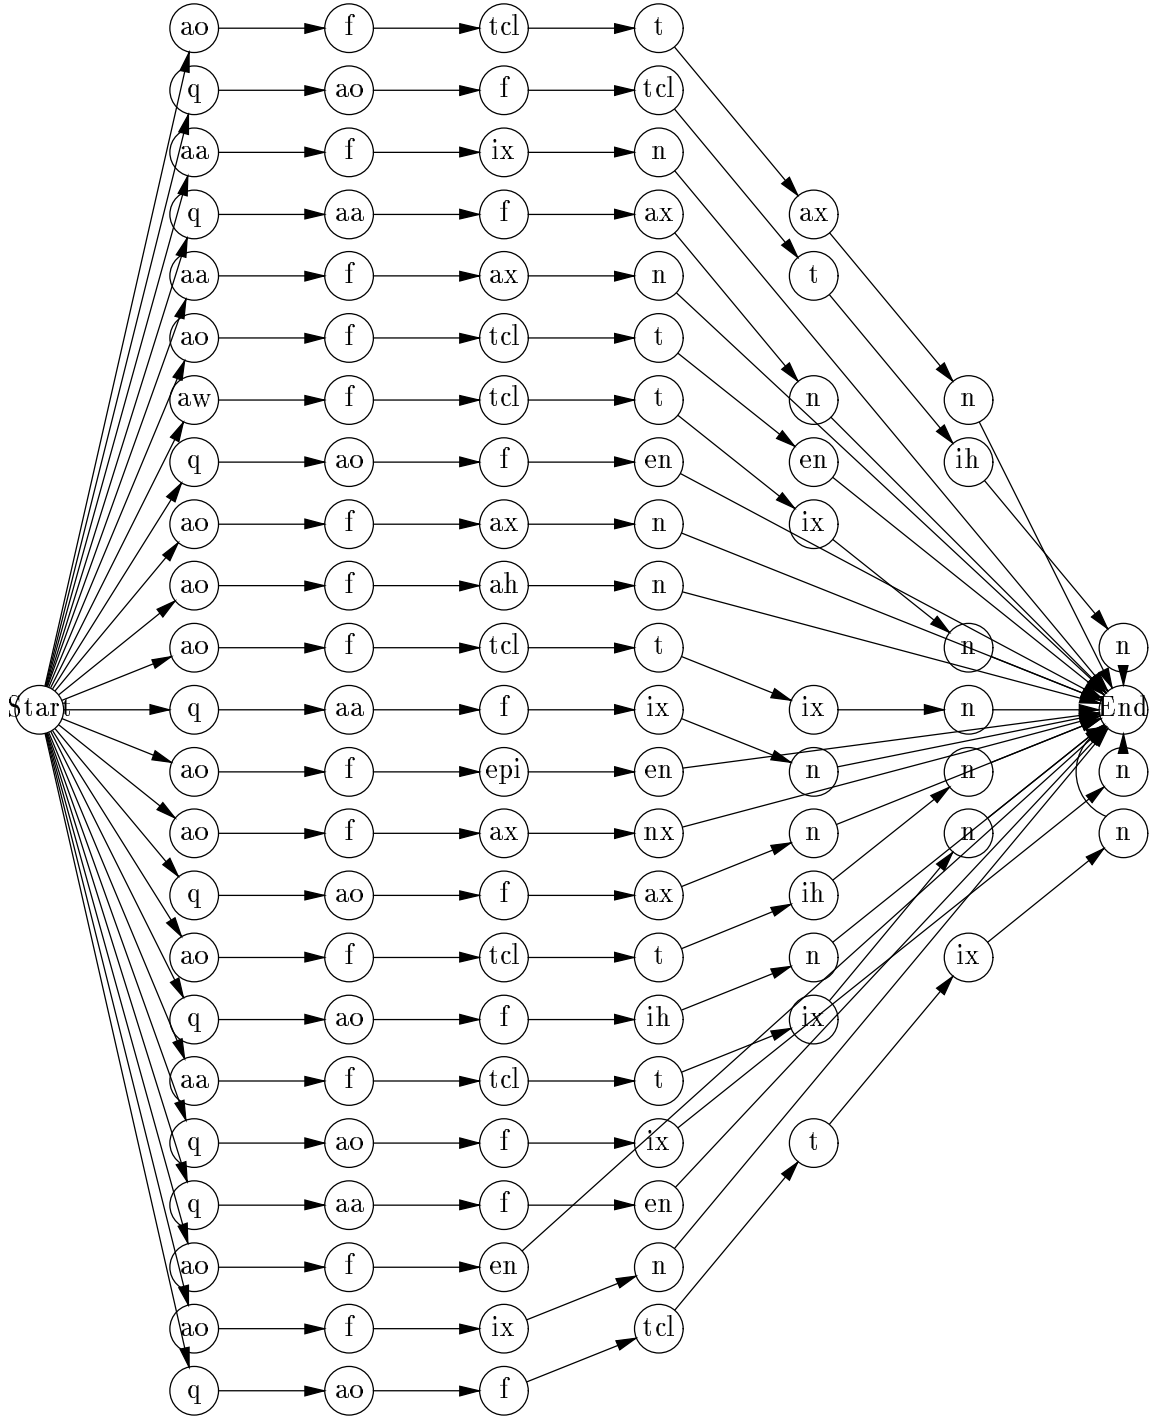 ao f tcl t
q ao f tcl
aa f ix n
q aa f ax ax
aa f ax n t
ao f tcl t
aw f tcl t n n
q ao f en en ih
ao f ax n ix
ao f ah n
ao f tcl t n n
Start q aa f ix ix n End
ao f epi en n n n
ao f ax nx n n n
q ao f ax ih
ao f tcl t n ix
q ao f ih ix
aa f tcl t
q ao f ix t
q aa f en
ao f en n
ao f ix tcl
q ao f